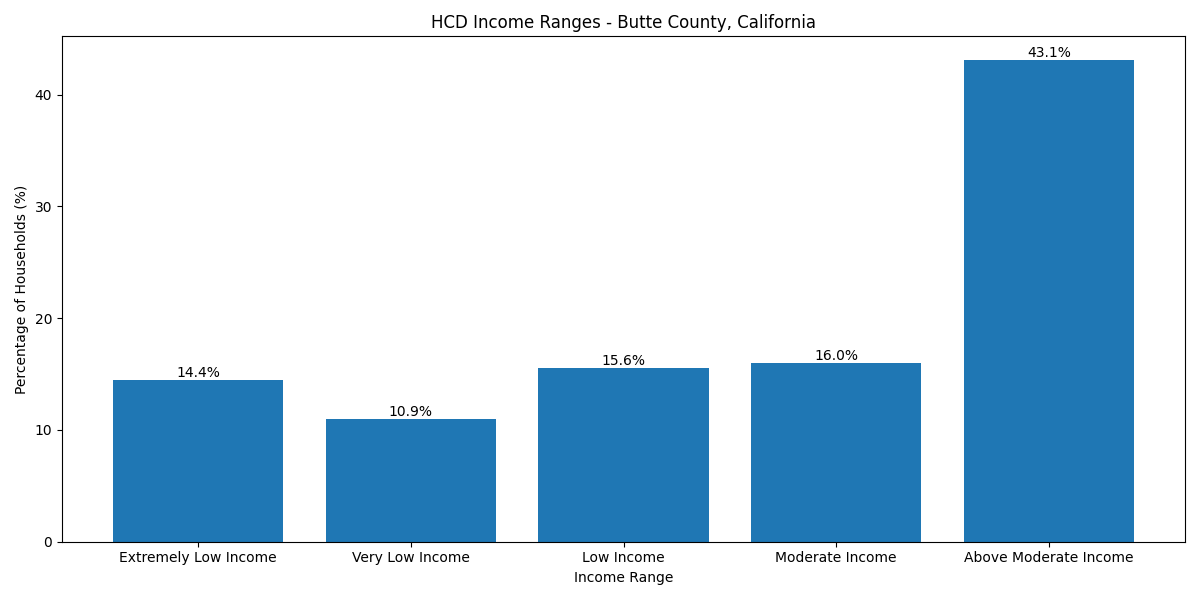 HCD Income Ranges - Butte County, California
Percentage of Households (%)
40
30
20
10
0
14.4%
10.9%
15.6%
16.0%
43.1%
Extremely Low Income
Very Low Income
Low Income
Moderate Income
Above Moderate Income
Income Range